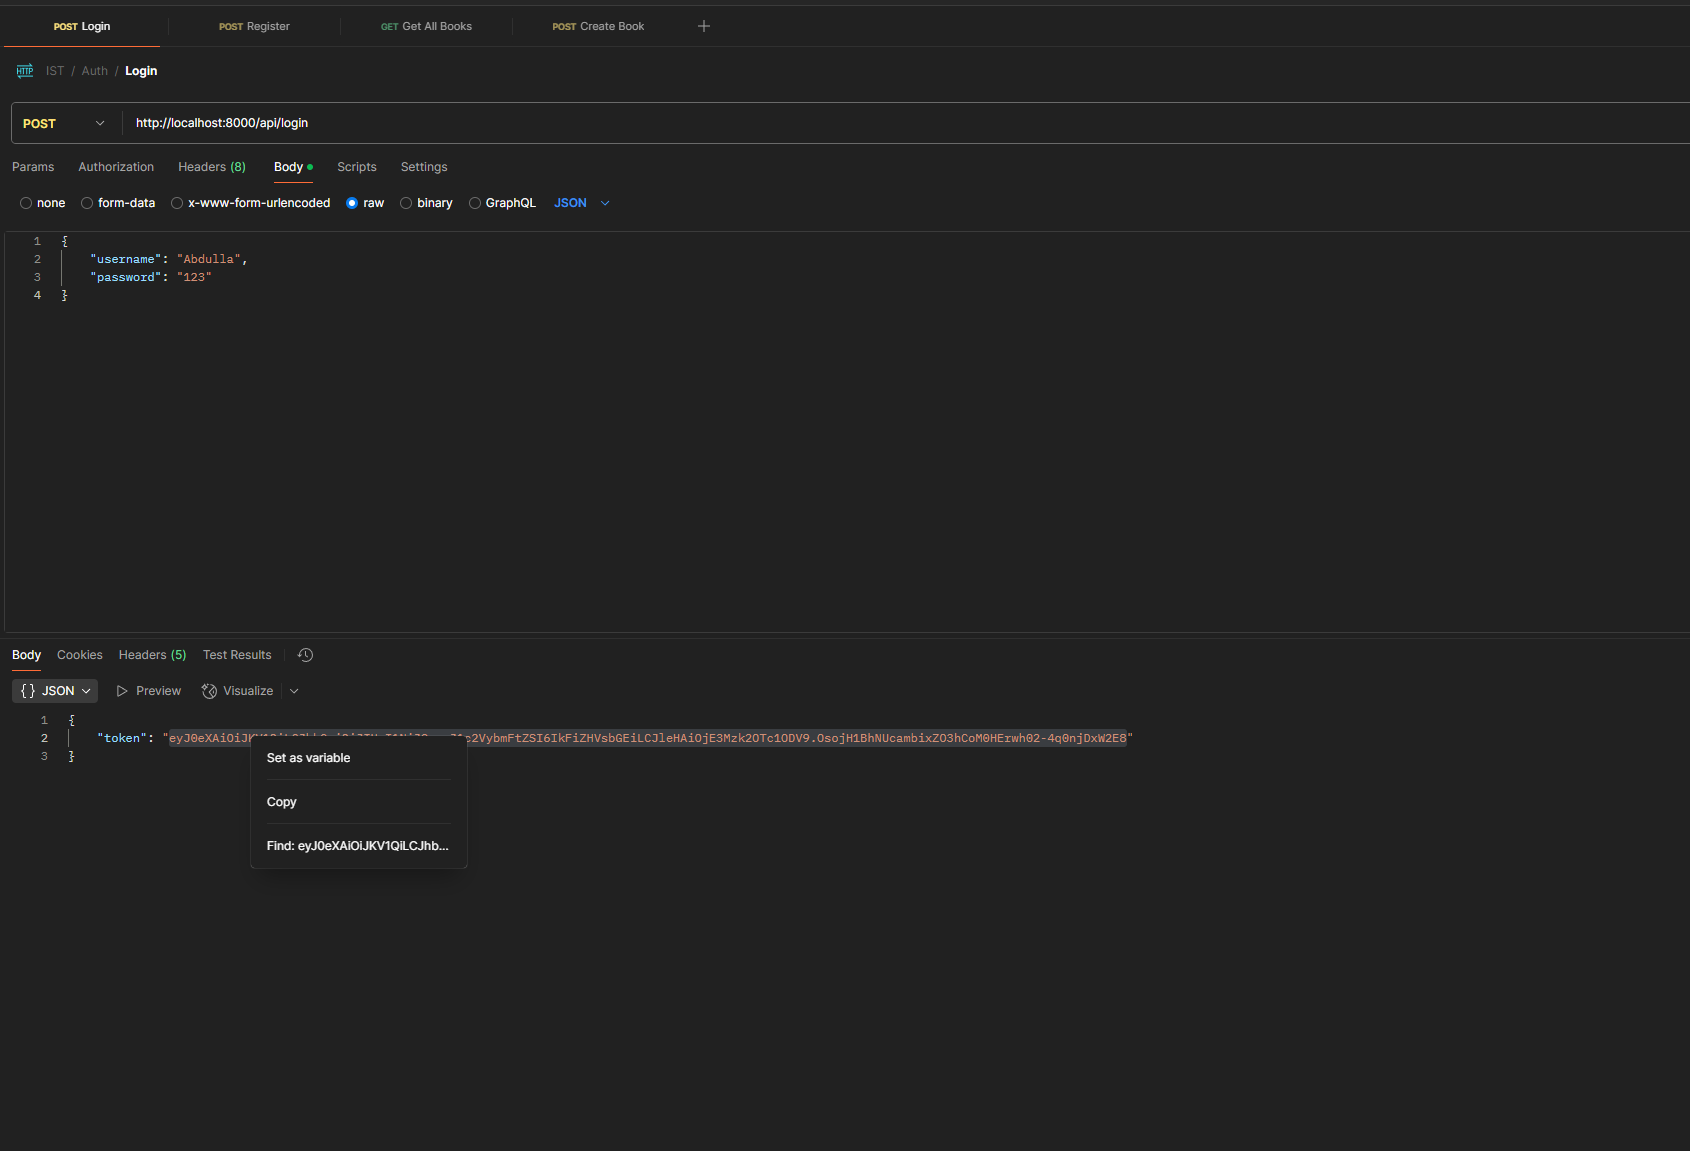 POST Login
POST Register
GET Get All Books
POST Create Book
HTTP IST / Auth / Login
POST http://localhost:8000/api/login
Params Authorization Headers (8) Body Scripts Settings
none form-data x-www-form-urlencoded raw binary GraphQL JSON
1 {
2 "username": "Abdulla",
3 "password": "123"
4 }
Body Cookies Headers (5) Test Results
{} JSON Preview Visualize
1 {
2 "token": "eyJ0eXAiOiJK c2VybmFtZSI6IkFiZHVsbGEiLCJleHAiOjE3Mzk2OTc1ODV9.OsojH1BhNUcambixZO3hCoM0HErwh02-4q0njDxW2E8"
3 }
Set as variable
Copy
Find: eyJ0eXAiOiJKV1QiLCJhb...